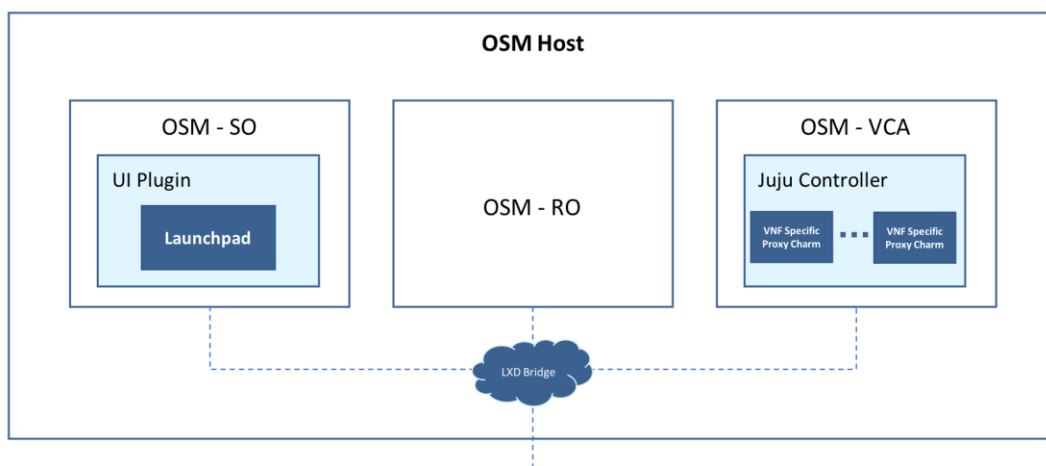 OSM Host
OSM - SO
UI Plugin
Launchpad
OSM - RO
OSM - VCA
Juju Controller
VNF Specific
Proxy Charm
VNF Specific
Proxy Charm
LXD Bridge